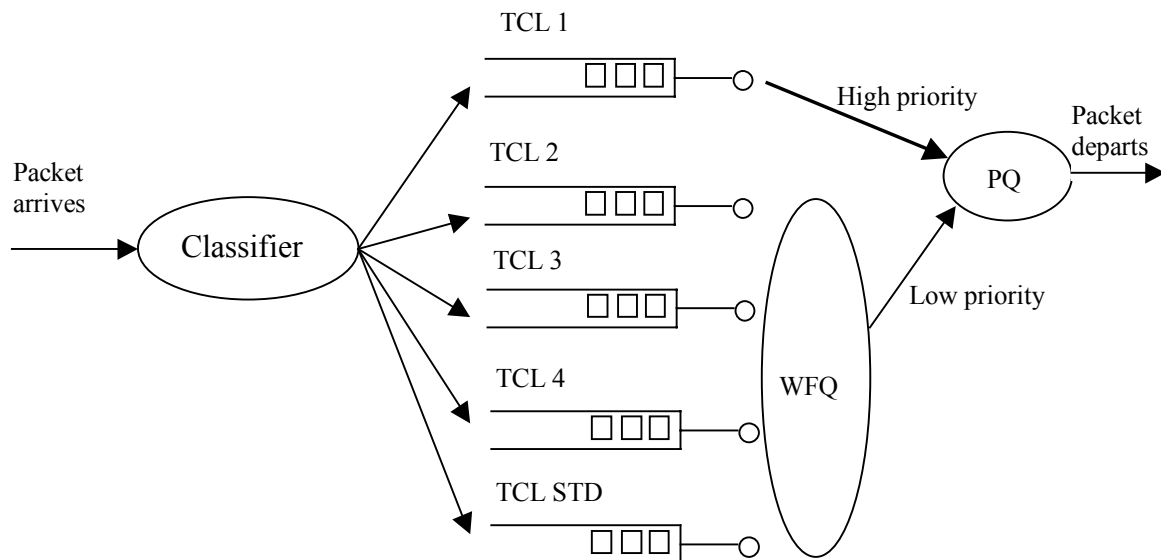 TCL 1
High priority
Packet
departs
TCL 2
Packet
arrives
PQ
Classifier
TCL 3
Low priority
TCL 4
WFQ
TCL STD